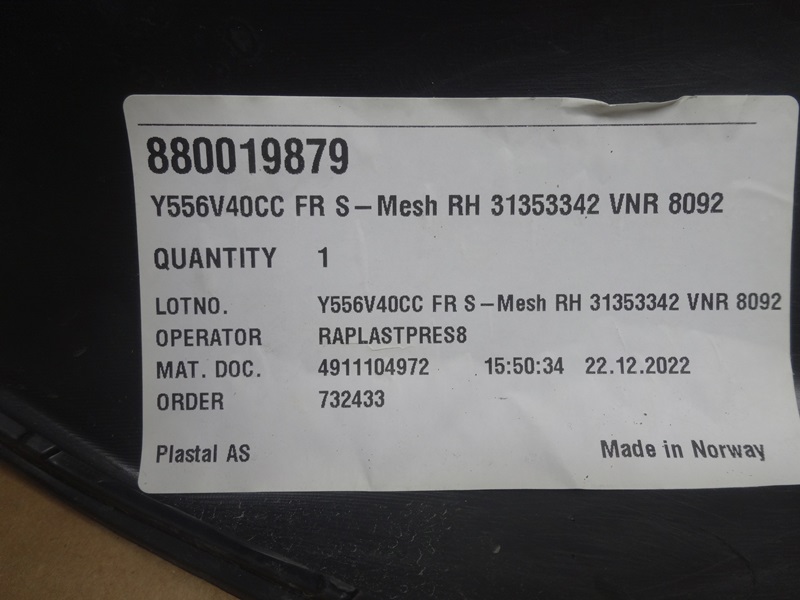 880019879
Y556V40CC FR S-Mesh RH 31353342 VNR 8092
QUANTITY 1
LOTNO. Y556V40CC FR S-Mesh RH 31353342 VNR 8092
OPERATOR RAPLASTPRES8
MAT. DOC. 4911104972 15:50:34 22.12.2022
ORDER 732433
Plastal AS Made in Norway